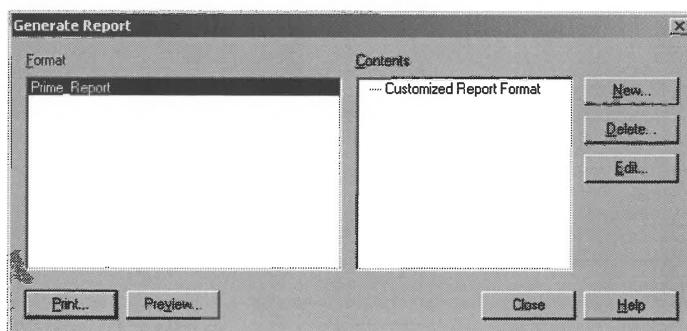 Generate Report
Format
Contents
Prime_Report
Customized Report Format
New...
Delete...
Edit...
Print...
Preview...
Close
Help